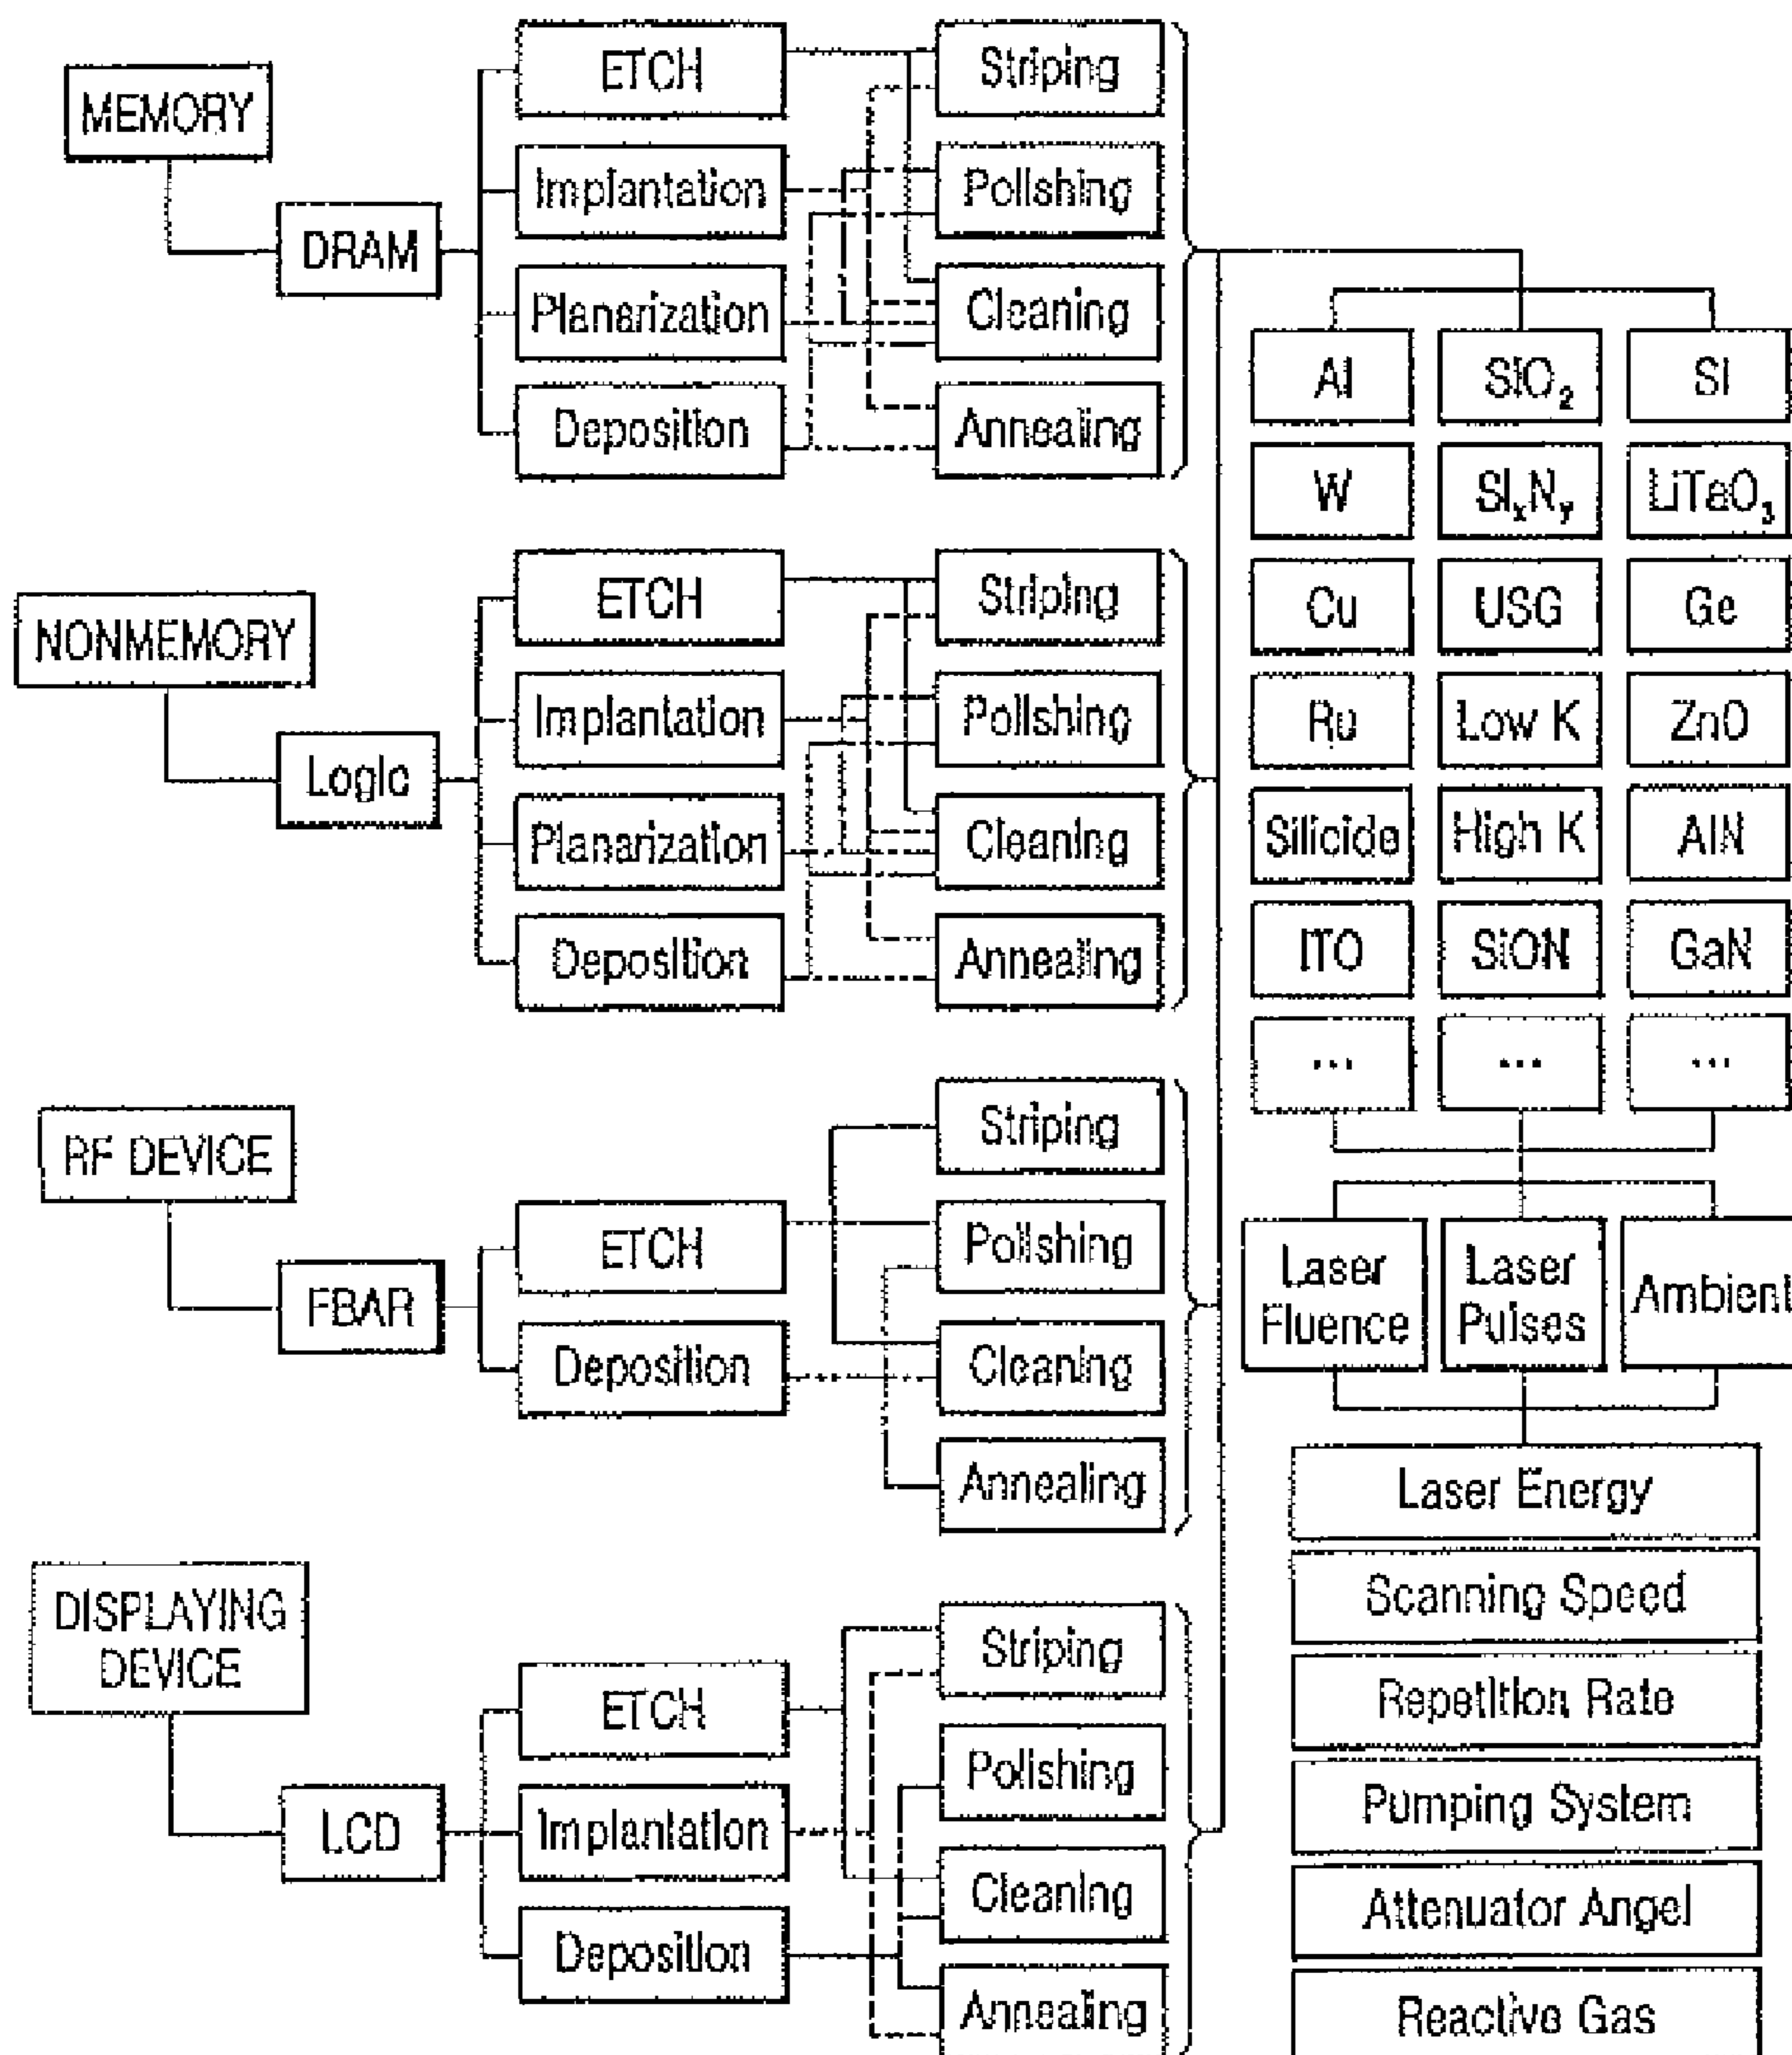 MEMORY
DRAM
ETCH
Implantation
Planarization
Deposition
Striping
Polishing
Cleaning
Annealing
NONMEMORY
Logic
ETCH
Implantation
Planarization
Deposition
Striping
Polishing
Cleaning
Annealing
RF DEVICE
FBAR
ETCH
Deposition
Striping
Polishing
Cleaning
Annealing
DISPLAYING
DEVICE
LCD
ETCH
Implantation
Deposition
Striping
Polishing
Cleaning
Annealing
Al
SiO₂
Si
W
SiₓNᵧ
LiTaO₃
Cu
USG
Ge
Ru
Low K
ZnO
Silicide
High K
AlN
ITO
SiON
GaN
...
...
...
Laser
Fluence
Laser
Pulses
Ambient
Laser Energy
Scanning Speed
Repetition Rate
Pumping System
Attenuator Angel
Reactive Gas